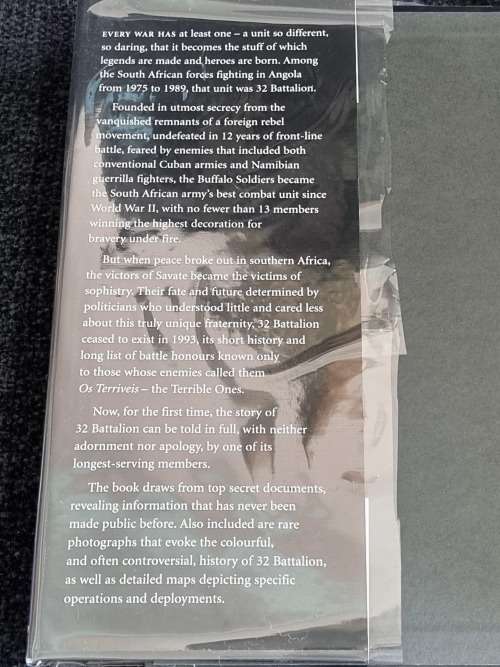 EVERY WAR HAS at least one – a unit so different,
so daring, that it becomes the stuff of which
legends are made and heroes are born. Among
the South African forces fighting in Angola
from 1975 to 1989, that unit was 32 Battalion.
Founded in utmost secrecy from the
vanquished remnants of a foreign rebel
movement, undefeated in 12 years of front-line
battle, feared by enemies that included both
conventional Cuban armies and Namibian
guerrilla fighters, the Buffalo Soldiers became
the South African army's best combat unit since
World War II, with no fewer than 13 members
winning the highest decoration for
bravery under fire.
But when peace broke out in southern Africa,
the victors of Savate became the victims of
sophistry. Their fate and future determined by
politicians who understood little and cared less
about this truly unique fraternity, 32 Battalion
ceased to exist in 1993, its short history and
long list of battle honours known only
to those whose enemies called them
Os Terriveis – the Terrible Ones.
Now, for the first time, the story of
32 Battalion can be told in full, with neither
adornment nor apology, by one of its
longest-serving members.
The book draws from top secret documents,
revealing information that has never been
made public before. Also included are rare
photographs that evoke the colourful,
and often controversial, history of 32 Battalion,
as well as detailed maps depicting specific
operations and deployments.